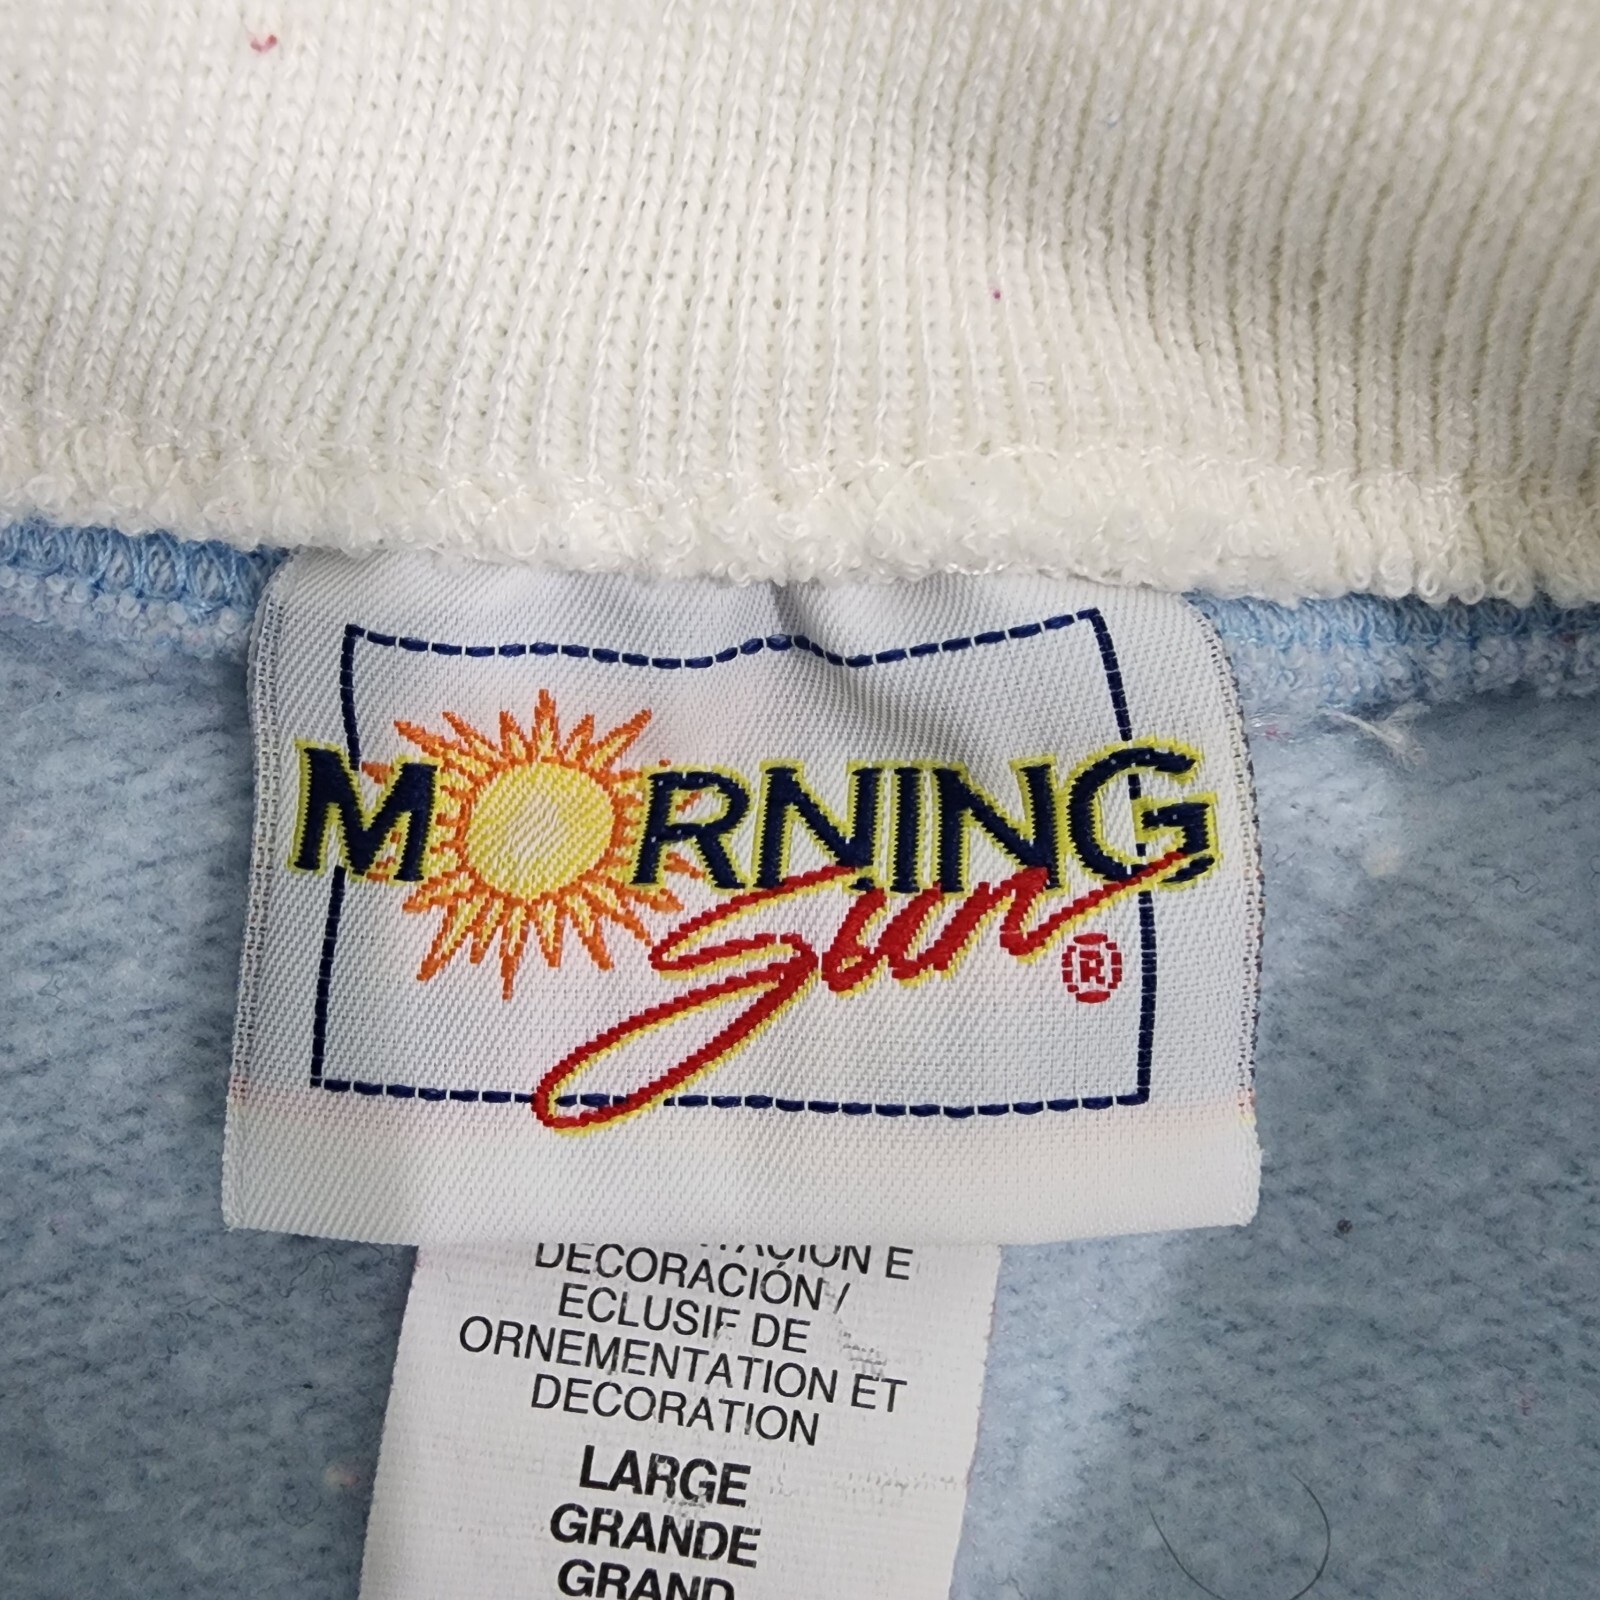 MORNING
Sun®
E
DECORACIÓN /
ECLUSIF DE
ORNEMENTATION ET
DECORATION
LARGE
GRANDE
GRAND